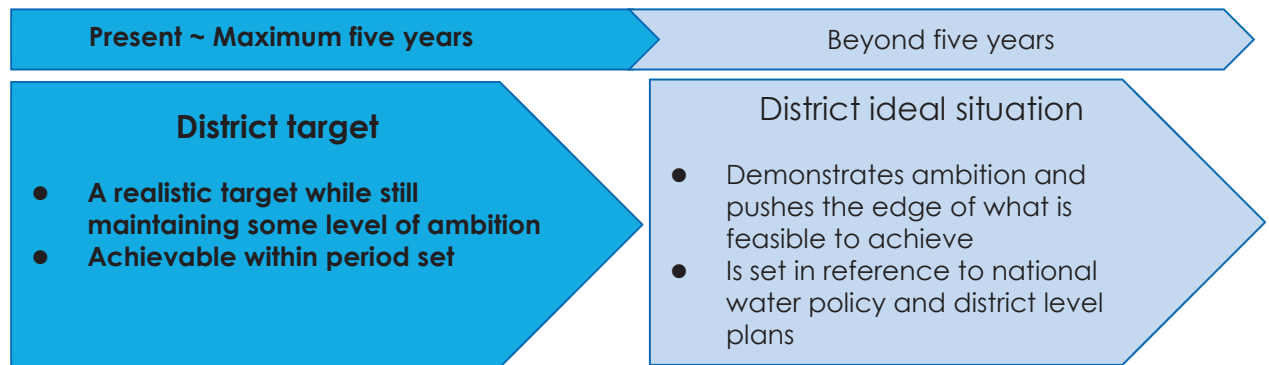 Present ~ Maximum five years
Beyond five years
District target
● A realistic target while still
maintaining some level of ambition
● Achievable within period set
District ideal situation
● Demonstrates ambition and
pushes the edge of what is
feasible to achieve
● Is set in reference to national
water policy and district level
plans